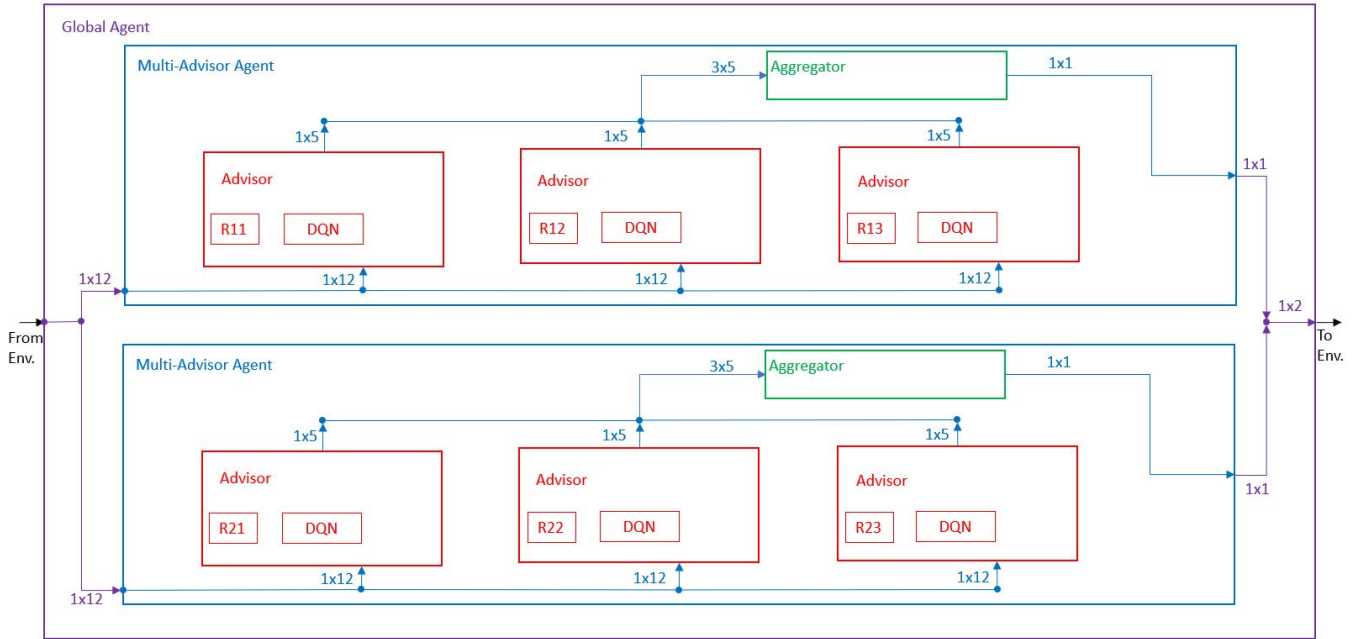 Global Agent
Multi-Advisor Agent
3x5
Aggregator
1x1
1x5
1x5
1x5
Advisor
R11
DQN
Advisor
R12
DQN
Advisor
R13
DQN
1x1
1x12
1x12
1x12
1x12
From
Env.
1x2
To
Env.
Multi-Advisor Agent
3x5
Aggregator
1x1
1x5
1x5
1x5
Advisor
R21
DQN
Advisor
R22
DQN
Advisor
R23
DQN
1x1
1x12
1x12
1x12
1x12